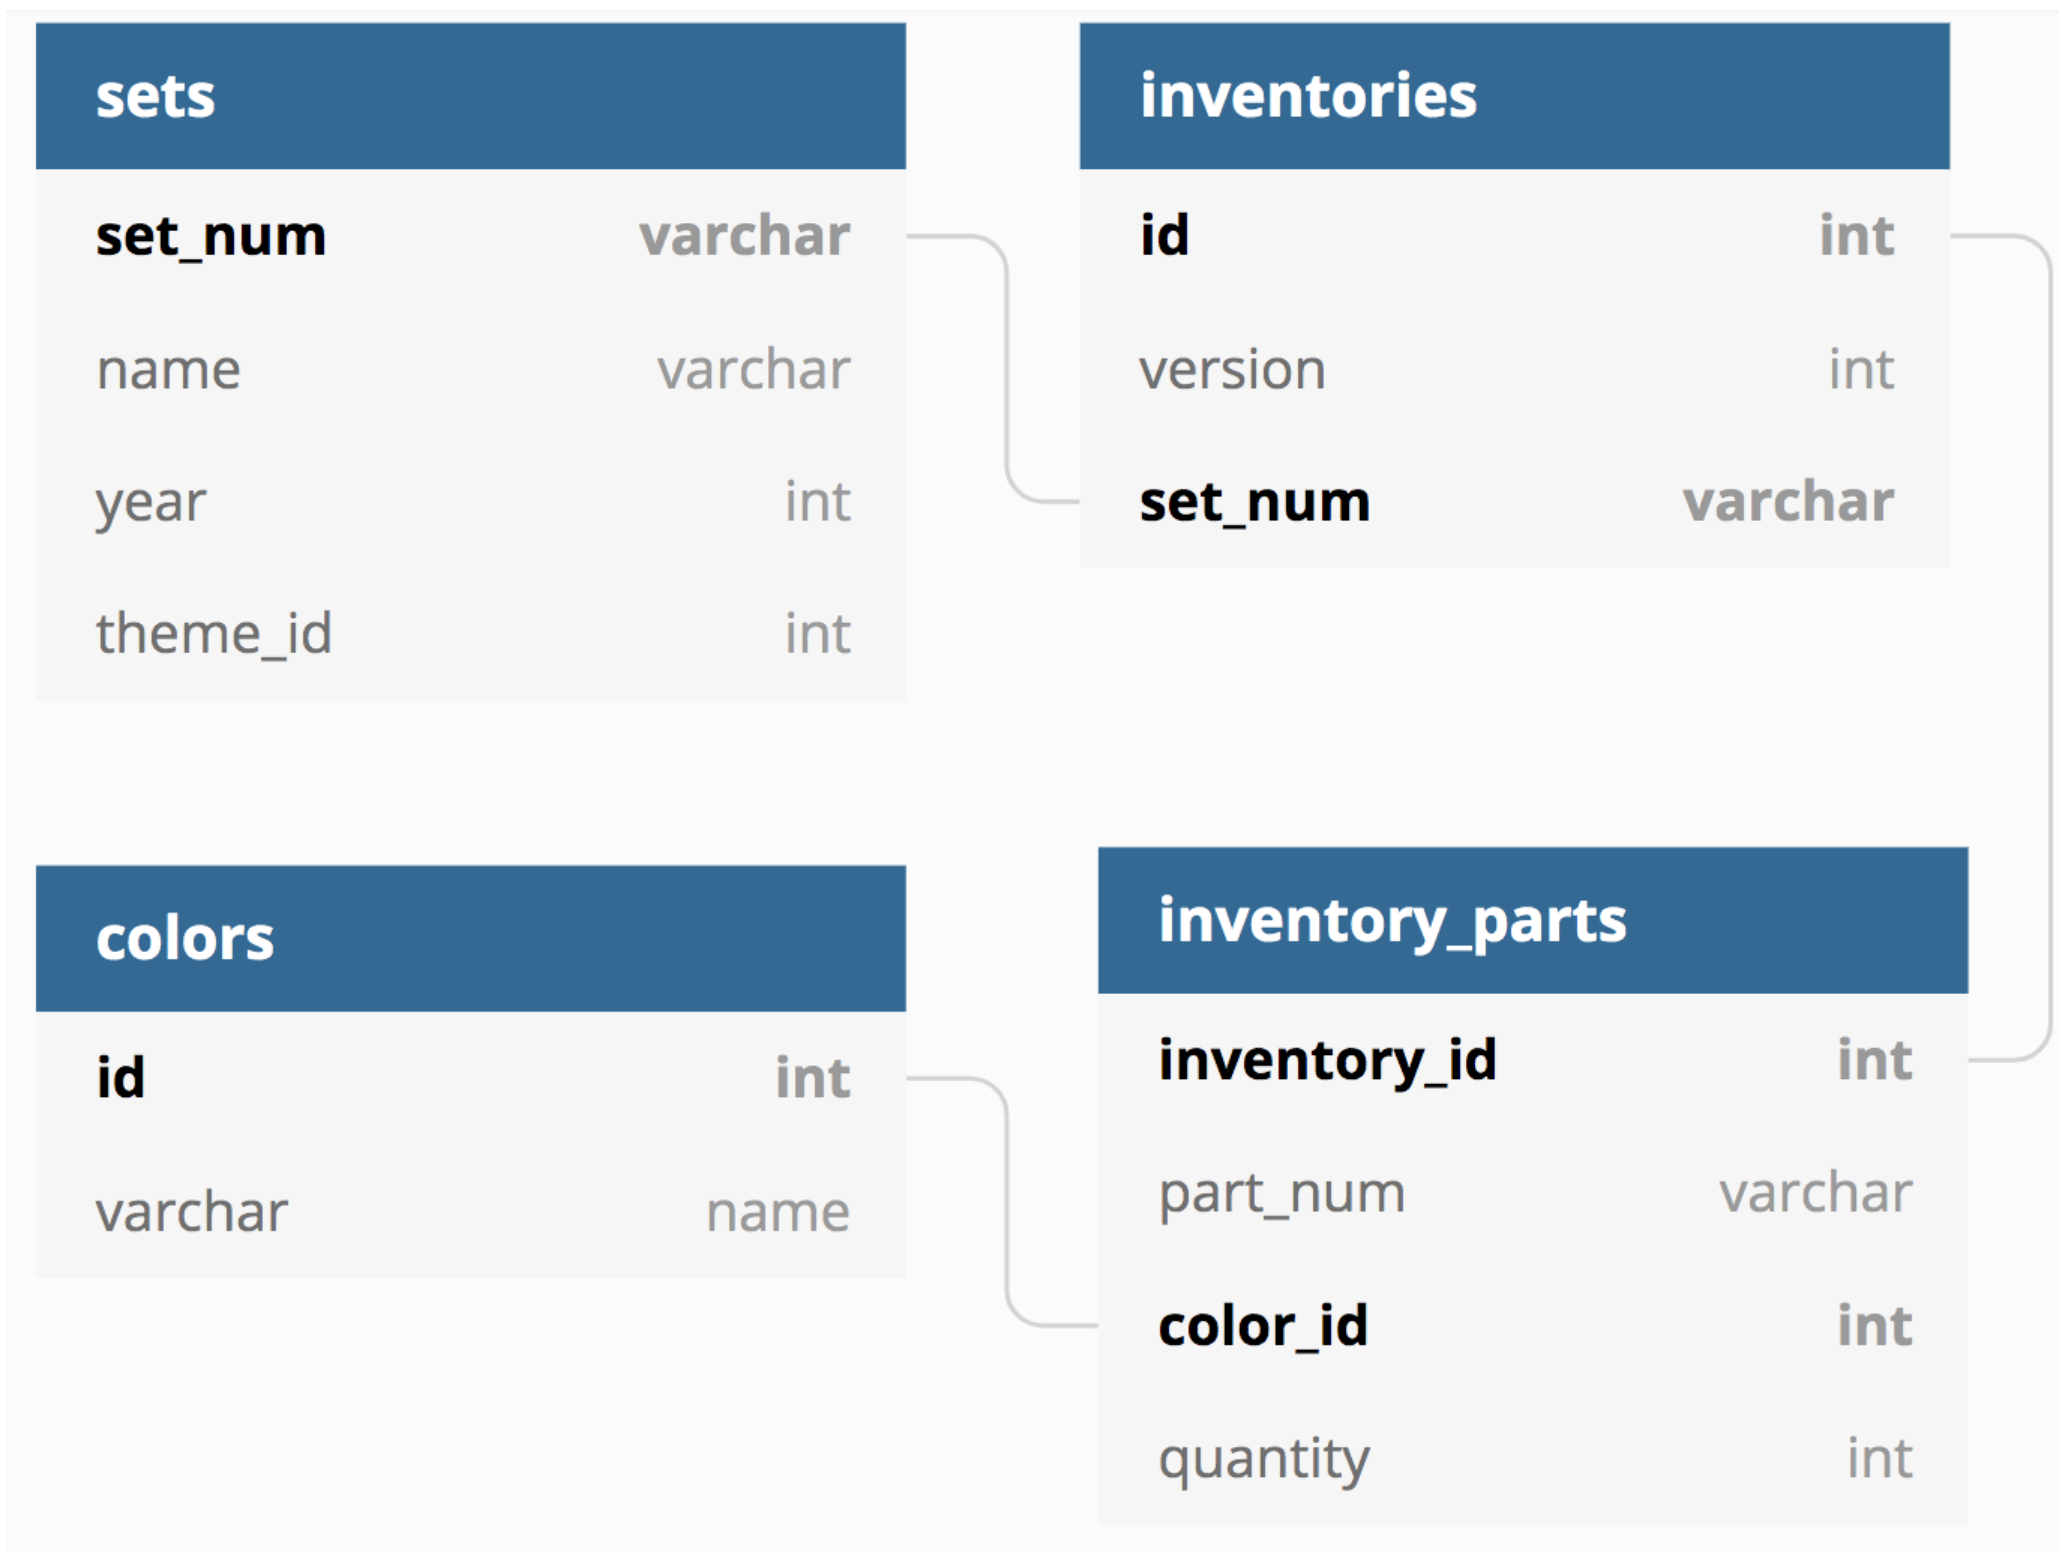 sets
set_num varchar
name varchar
year int
theme_id int
inventories
id int
version int
set_num varchar
colors
id int
varchar name
inventory_parts
inventory_id int
part_num varchar
color_id int
quantity int